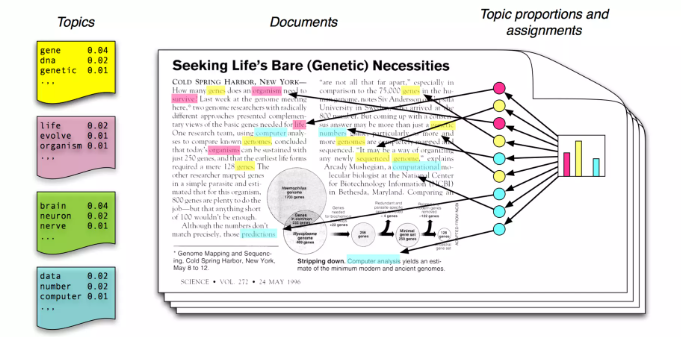 Topics
Documents
Topic proportions and
assignments
gene 0.04
dna 0.02
genetic 0.01
...
life 0.02
evolve 0.01
organism 0.01
...
brain 0.04
neuron 0.02
nerve 0.01
...
data 0.02
number 0.02
computer 0.01
...
Seeking Life's Bare (Genetic) Necessities
COLD SPRING HARBOR, NEW YORK—
How many genes does an organism need to
survive? Last week at the genome meeting
here,* two genome researchers with radically
different approaches presented complemen-
tary views of the basic genes needed for life.
One research team, using computer analy-
ses to compare known genomes, concluded
that today's organisms can be sustained with
just 250 genes, and that the earliest life forms
required a mere 128 genes. The
other researcher mapped genes
in a simple parasite and esti-
mated that for this organism,
800 genes are plenty to do the
job—but that anything short
of 100 wouldn't be enough.
Although the numbers don't
match precisely, those predictions
* Genome Mapping and Sequenc-
ing, Cold Spring Harbor, New York,
May 8 to 12.
"are not all that far apart," especially in
comparison to the 75,000 genes in the hu-
man genome, notes Siv Andersson
University in Swed arrived at
800 number. But coming up with a
sus answer may be more than just a
numbers particularly more and
more genomes are mapped and
sequenced. "It may be a way of organizing
any newly sequenced genome," explains
Arcady Mushegian, a computational mo-
lecular biologist at the National Center
for Biotechnology Information (NCBI)
in Bethesda, Maryland. Comparing
Haemophilus
genome
1703 genes
Genes
in common
233 genes
Mycoplasma
genome
469 genes
Stripping down. Computer analysis yields an esti-
mate of the minimum modern and ancient genomes.
SCIENCE • VOL. 272 • 24 MAY 1996